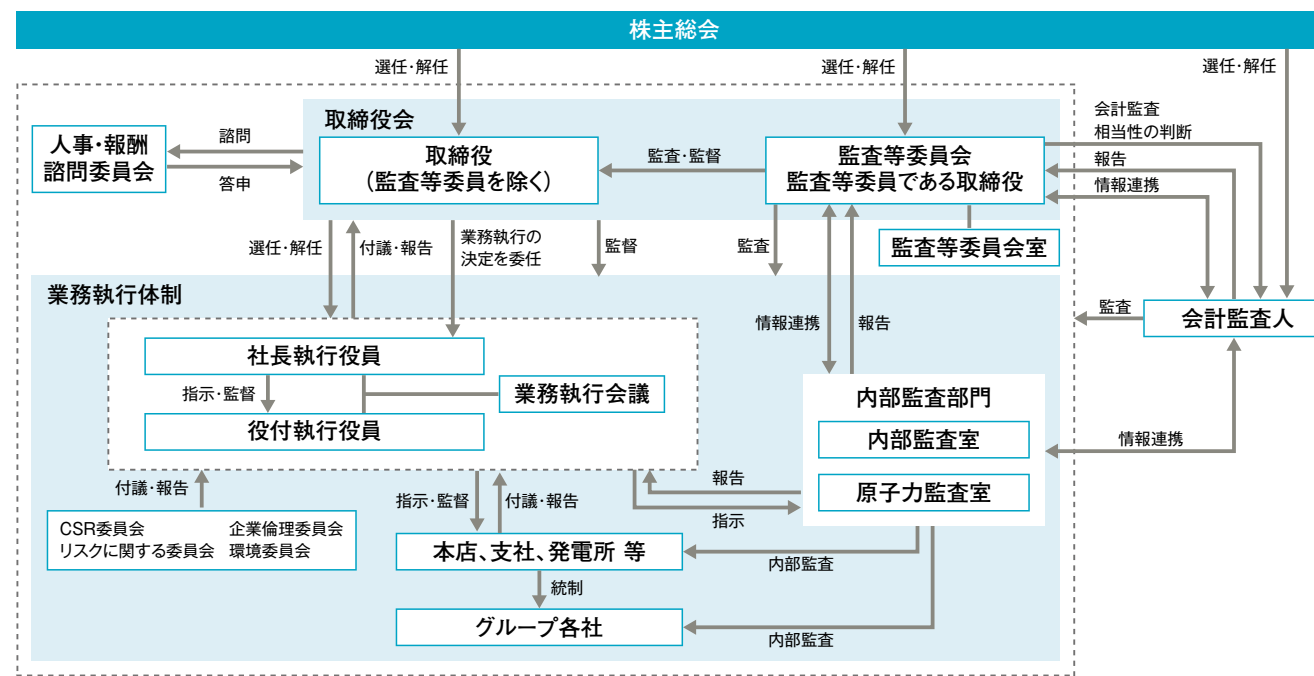 株主総会
選任・解任
選任・解任
選任・解任
取締役会
人事・報酬
諮問委員会
諮問
答申
取締役
(監査等委員を除く)
監査・監督
監査等委員会
監査等委員である取締役
会計監査
相当性の判断
報告
情報連携
選任・解任
付議・報告
業務執行の
決定を委任
監督
監査
監査等委員会室
業務執行体制
情報連携
報告
監査
会計監査人
社長執行役員
指示・監督
業務執行会議
役付執行役員
内部監査部門
内部監査室
原子力監査室
情報連携
付議・報告
CSR委員会
企業倫理委員会
リスクに関する委員会
環境委員会
指示・監督
付議・報告
報告
指示
本店、支社、発電所 等
内部監査
統制
グループ各社
内部監査